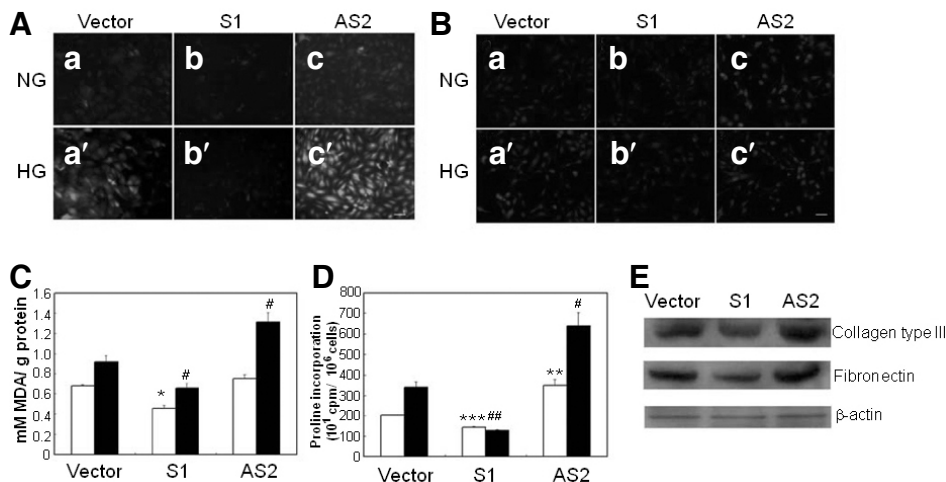 A
Vector S1 AS2
NG
a b c
HG
a′ b′ c′
B
Vector S1 AS2
NG
a b c
HG
a′ b′ c′
C
mM MDA/ g protein
1.6
1.4
1.2
1.0
0.8
0.6
0.4
0.2
0
*
#
#
Vector S1 AS2
D
Proline incorporation
(10¹ cpm/ 10⁶ cells)
800
700
600
500
400
300
200
100
0
***
##
**
#
Vector S1 AS2
E
Vector S1 AS2
Collagen type III
Fibronectin
β-actin